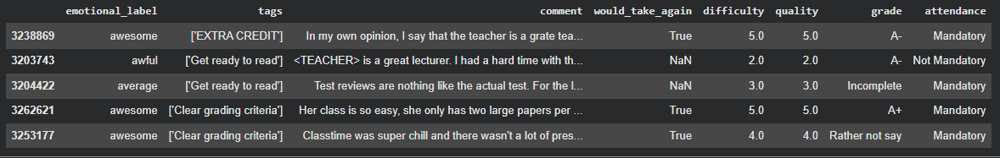 emotional_label tags comment would_take_again difficulty quality grade attendance
3238869 awesome ['EXTRA CREDIT'] In my own opinion, I say that the teacher is a grate tea... True 5.0 5.0 A- Mandatory
3203743 awful ['Get ready to read'] <TEACHER> is a great lecturer. I had a hard time with th... NaN 2.0 2.0 A- Not Mandatory
3204422 average ['Get ready to read'] Test reviews are nothing like the actual test. For the l... NaN 3.0 3.0 Incomplete Mandatory
3262621 awesome ['Clear grading criteria'] Her class is so easy, she only has two large papers per ... True 5.0 5.0 A+ Mandatory
3253177 awesome ['Clear grading criteria'] Classtime was super chill and there wasn't a lot of pres... True 4.0 4.0 Rather not say Mandatory